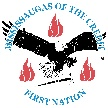 MISSISSAUGAS OF THE CREDIT
FIRST NATION